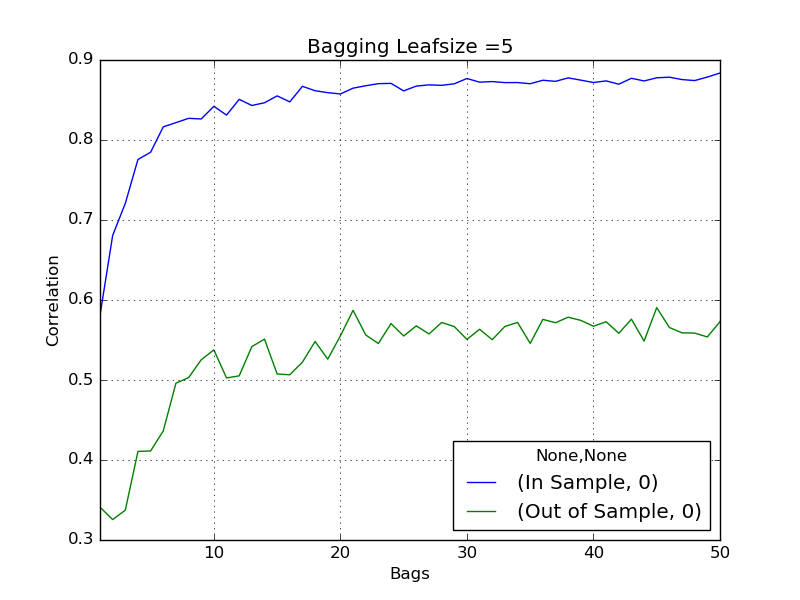 Bagging Leafsize =5
0.9
0.8
0.7
0.6
0.5
0.4
0.3
Correlation
None,None
(In Sample, 0)
(Out of Sample, 0)
10 20 30 40 50
Bags